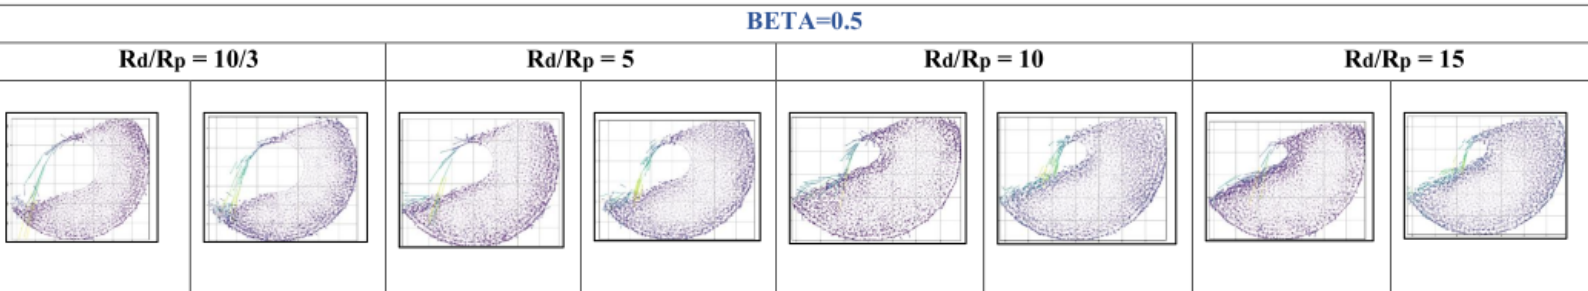 BETA=0.5
Rd/Rp = 10/3 Rd/Rp = 5 Rd/Rp = 10 Rd/Rp = 15